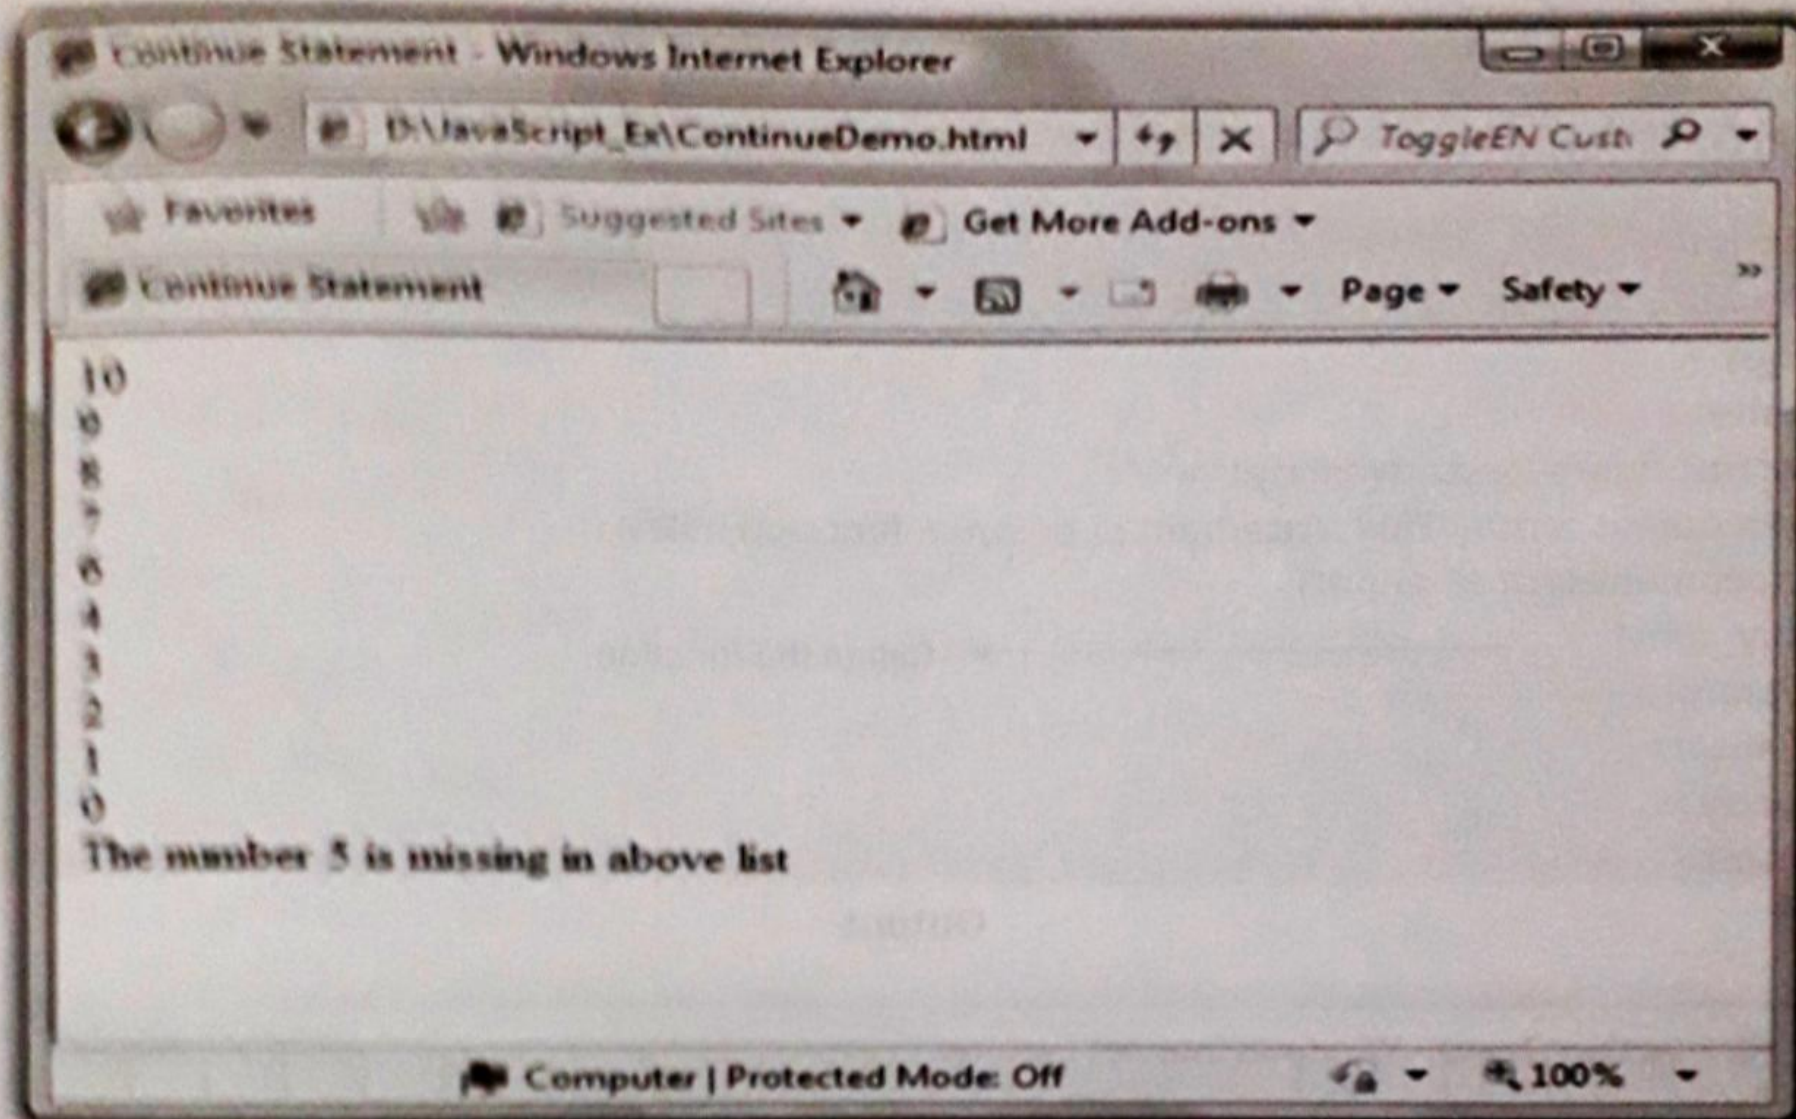 Continue Statement - Windows Internet Explorer
D:\JavaScript_Ex\ContinueDemo.html
ToggleEN Cust
Favorites Suggested Sites Get More Add-ons
Continue Statement Page Safety »
10
9
8
7
6
4
3
2
1
0
The number 5 is missing in above list
Computer | Protected Mode: Off 100%